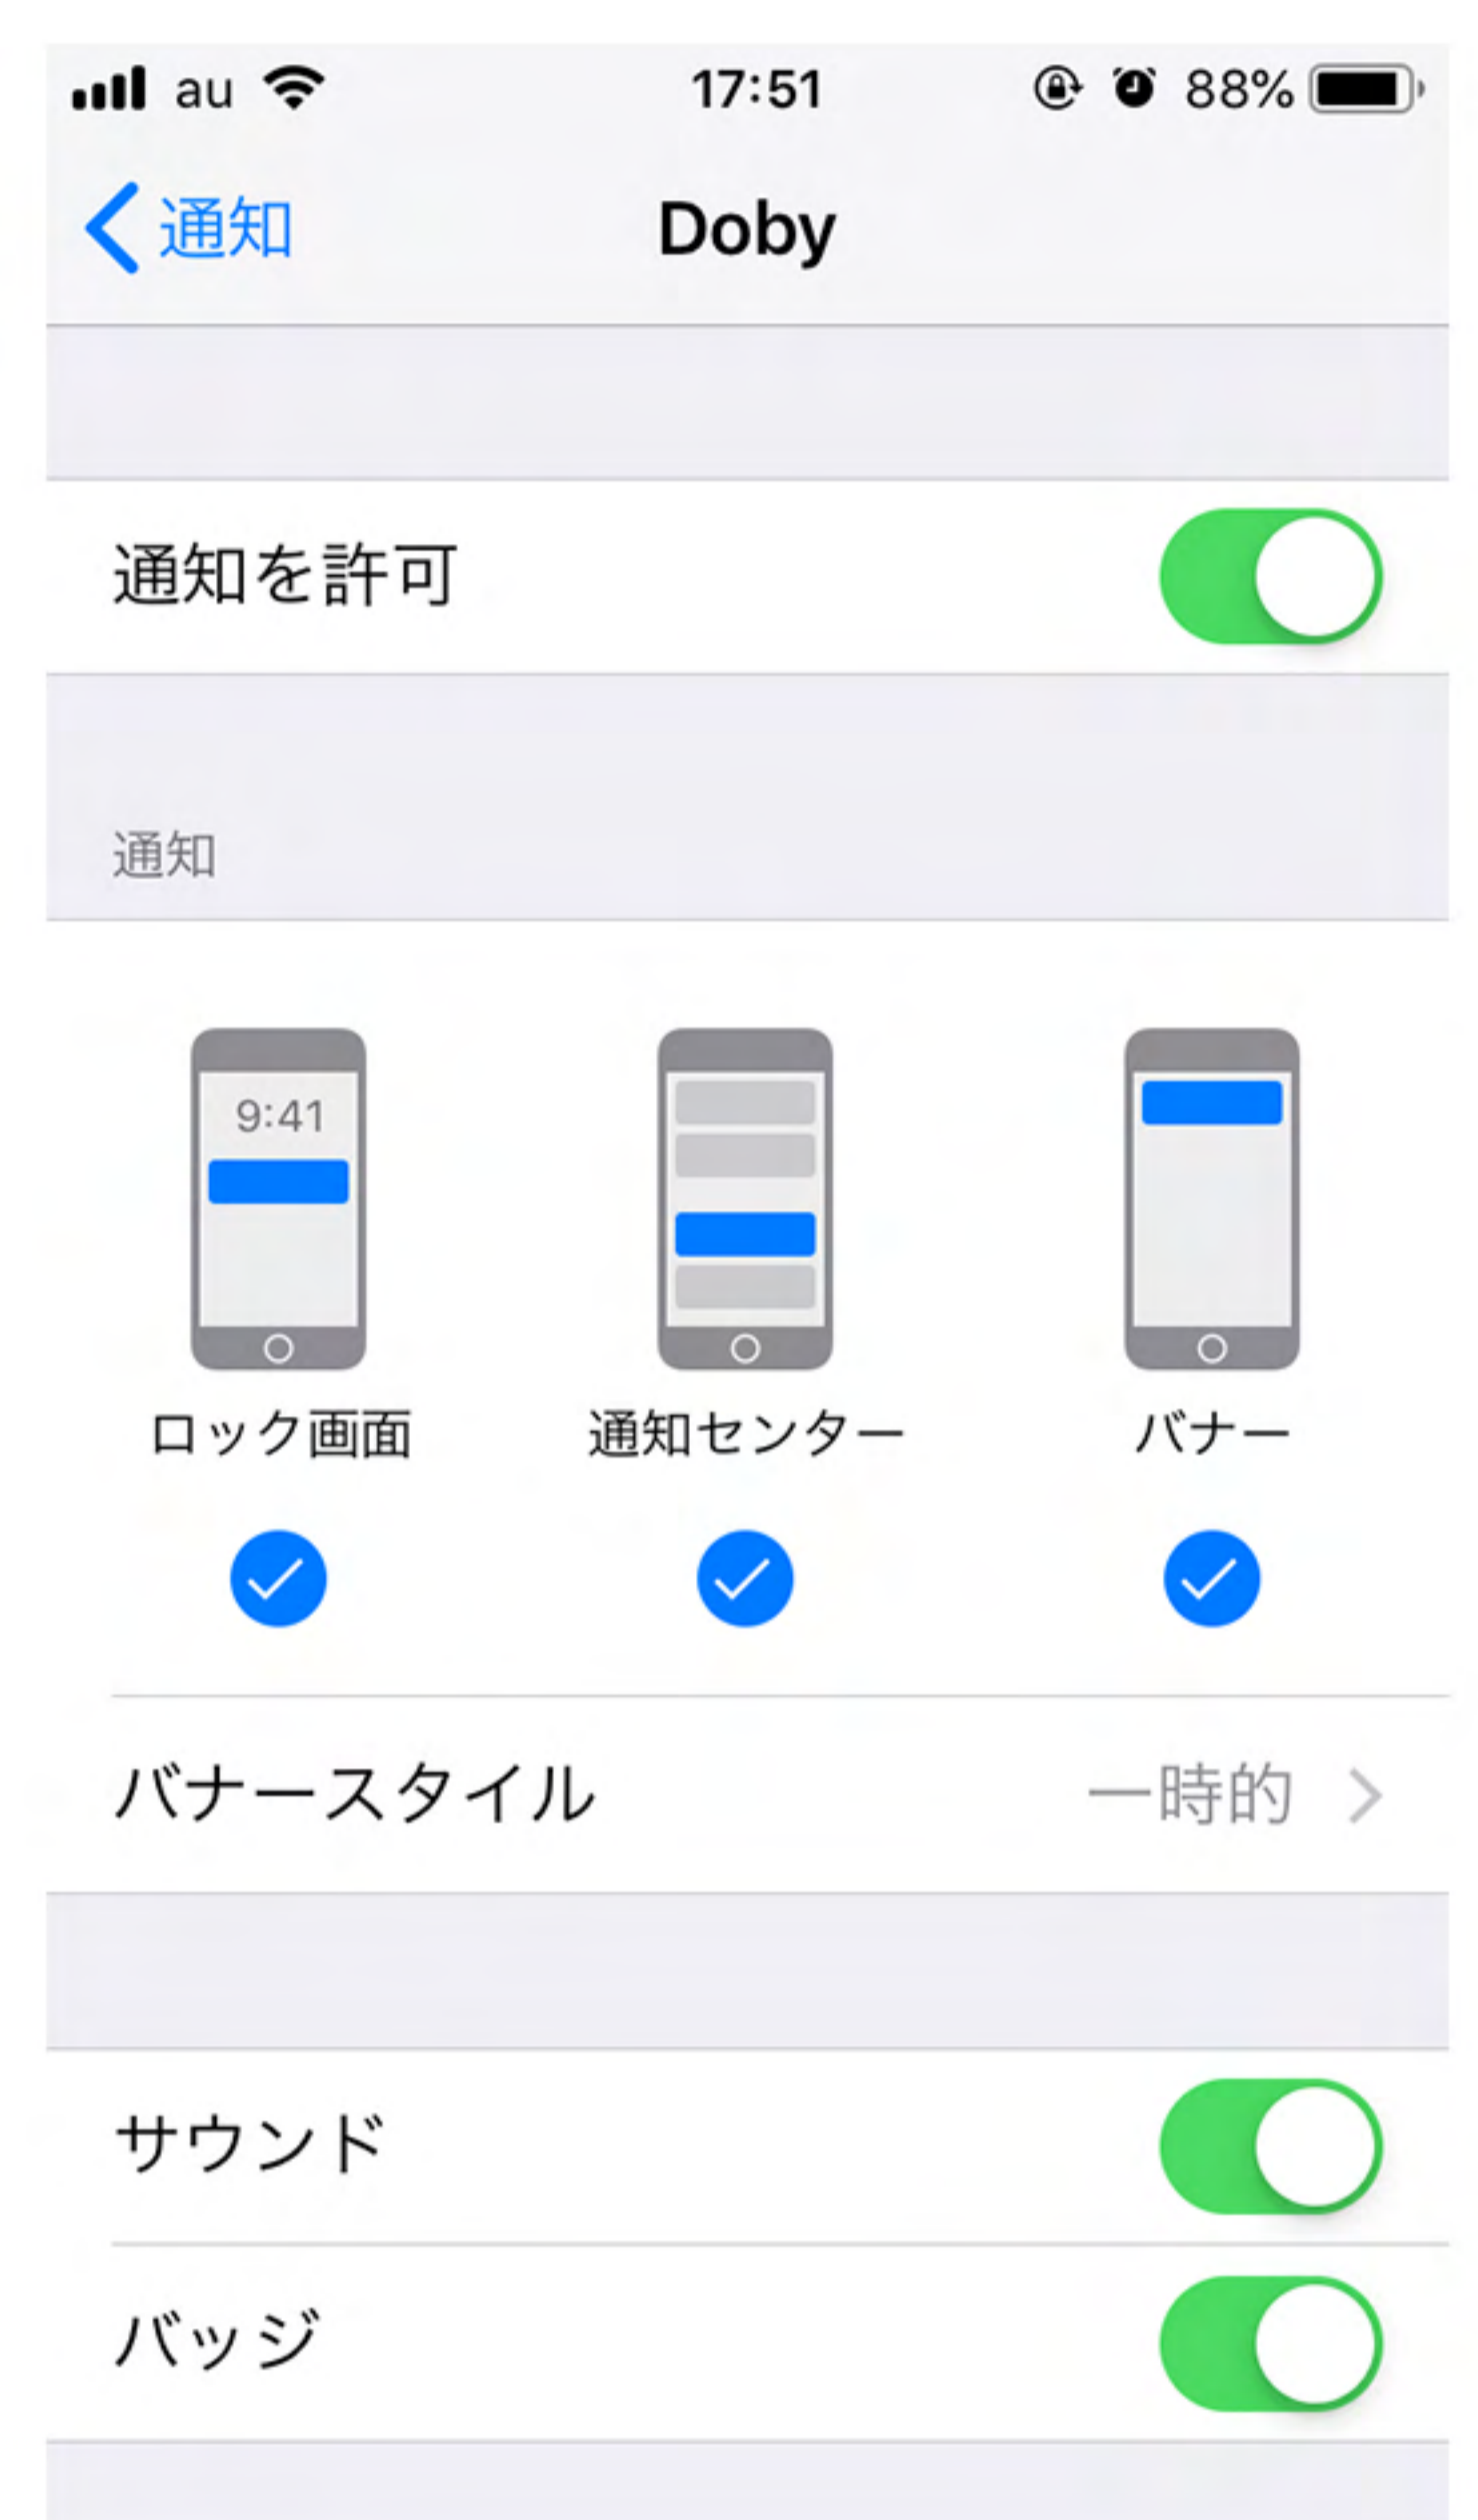 au 17:51 88%
通知 Doby
通知を許可
通知
9:41
ロック画面 通知センター バナー
バナースタイル 一時的
サウンド
バッジ